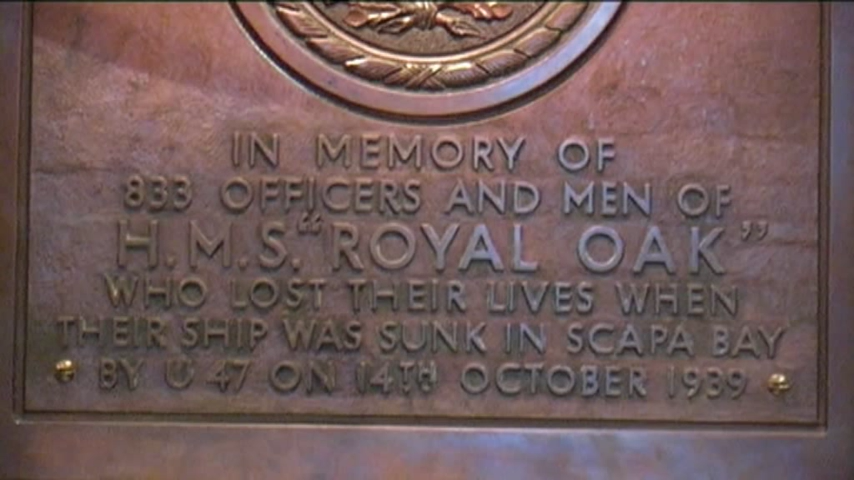 IN MEMORY OF
833 OFFICERS AND MEN OF
H.M.S. "ROYAL OAK"
WHO LOST THEIR LIVES WHEN
THEIR SHIP WAS SUNK IN SCAPA BAY
BY U 47 ON 14TH OCTOBER 1939